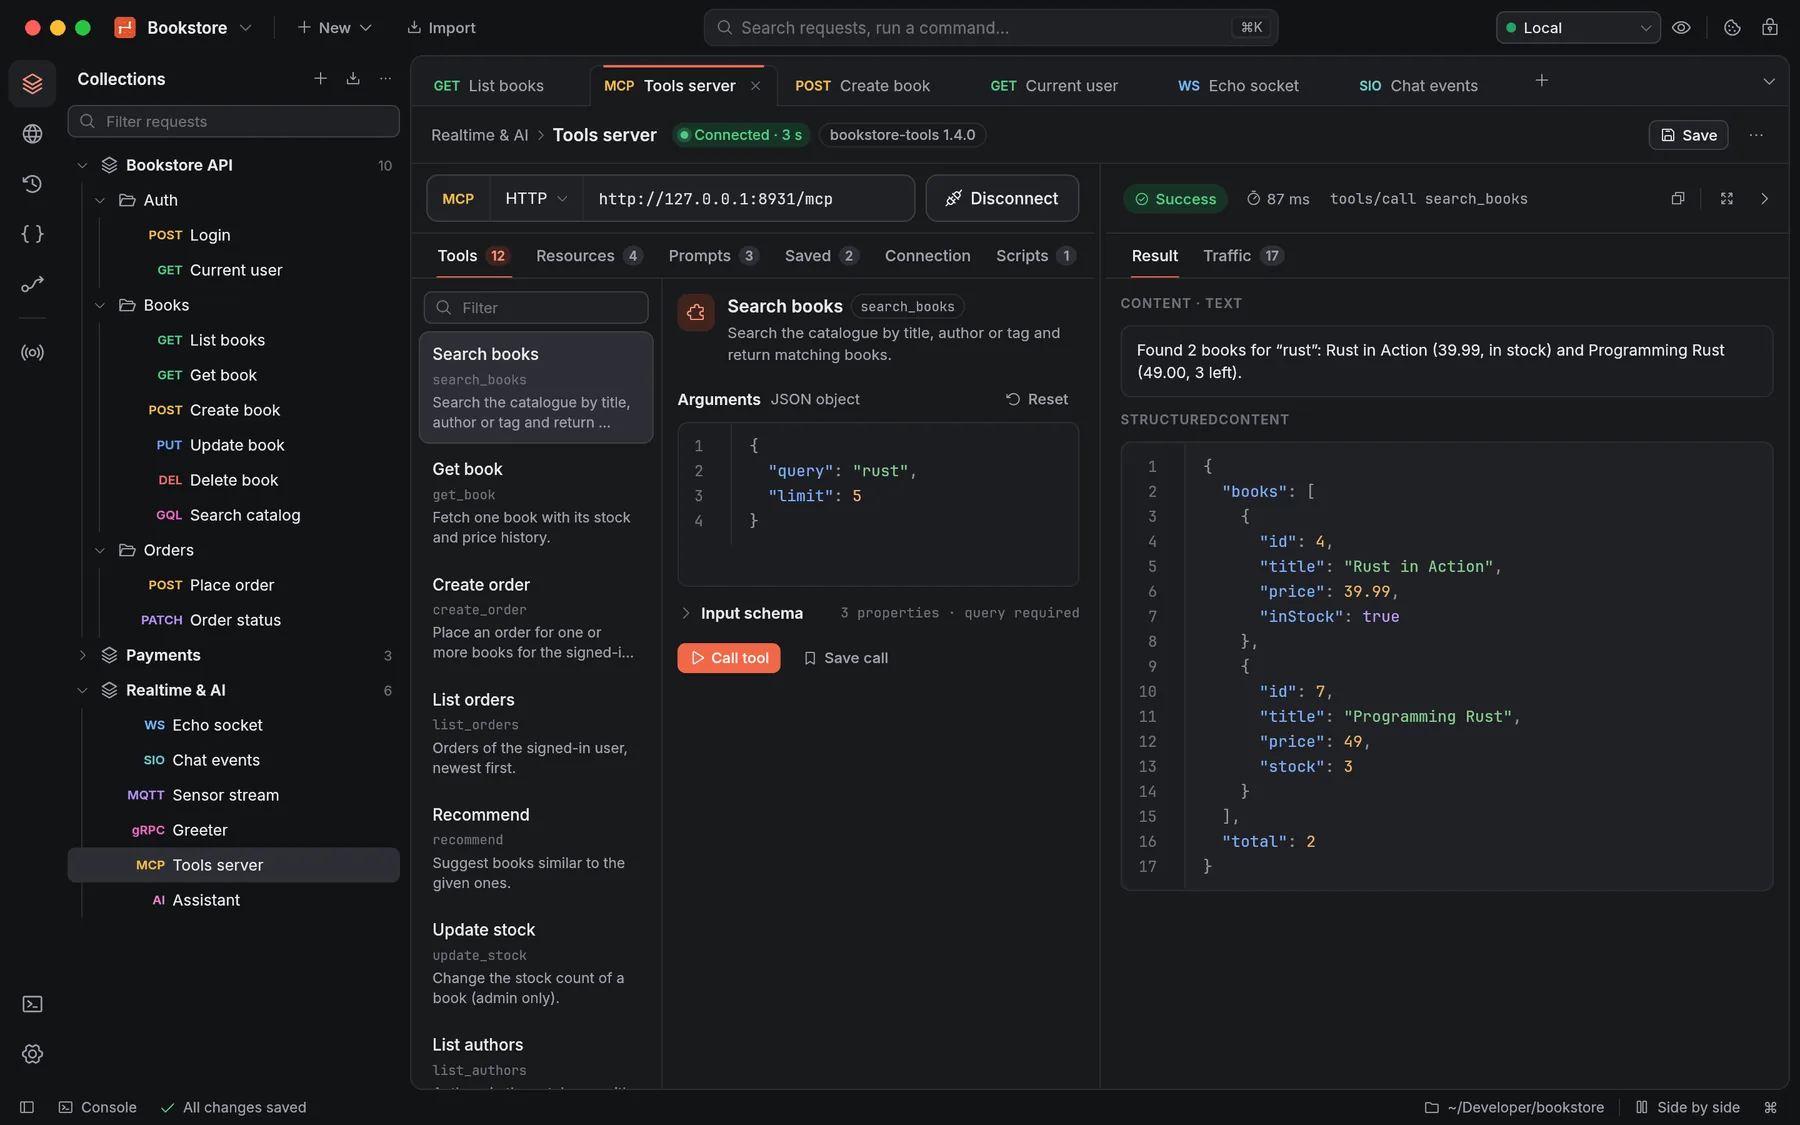 Bookstore
New
Import
Search requests, run a command...
⌘K
Local
Collections
Filter requests
Bookstore API 10
Auth
POST Login
GET Current user
Books
GET List books
GET Get book
POST Create book
PUT Update book
DEL Delete book
GQL Search catalog
Orders
POST Place order
PATCH Order status
Payments 3
Realtime & AI 6
WS Echo socket
SIO Chat events
MQTT Sensor stream
gRPC Greeter
MCP Tools server
AI Assistant
GET List books
MCP Tools server
POST Create book
GET Current user
WS Echo socket
SIO Chat events
Realtime & AI > Tools server
Connected · 3 s
bookstore-tools 1.4.0
Save
MCP HTTP http://127.0.0.1:8931/mcp
Disconnect
Tools 12
Resources 4
Prompts 3
Saved 2
Connection
Scripts 1
Filter
Search books
search_books
Search the catalogue by title,
author or tag and return ...
Get book
get_book
Fetch one book with its stock
and price history.
Create order
create_order
Place an order for one or
more books for the signed-i...
List orders
list_orders
Orders of the signed-in user,
newest first.
Recommend
recommend
Suggest books similar to the
given ones.
Update stock
update_stock
Change the stock count of a
book (admin only).
List authors
list_authors
Search books search_books
Search the catalogue by title, author or tag and
return matching books.
Arguments JSON object
Reset
1 {
2 "query": "rust",
3 "limit": 5
4 }
Input schema 3 properties · query required
Call tool
Save call
Success
87 ms
tools/call search_books
Result
Traffic 17
CONTENT · TEXT
Found 2 books for “rust”: Rust in Action (39.99, in stock) and Programming Rust
(49.00, 3 left).
STRUCTUREDCONTENT
1 {
2 "books": [
3 {
4 "id": 4,
5 "title": "Rust in Action",
6 "price": 39.99,
7 "inStock": true
8 },
9 {
10 "id": 7,
11 "title": "Programming Rust",
12 "price": 49,
13 "stock": 3
14 }
15 ],
16 "total": 2
17 }
Console
All changes saved
~/Developer/bookstore
Side by side
⌘